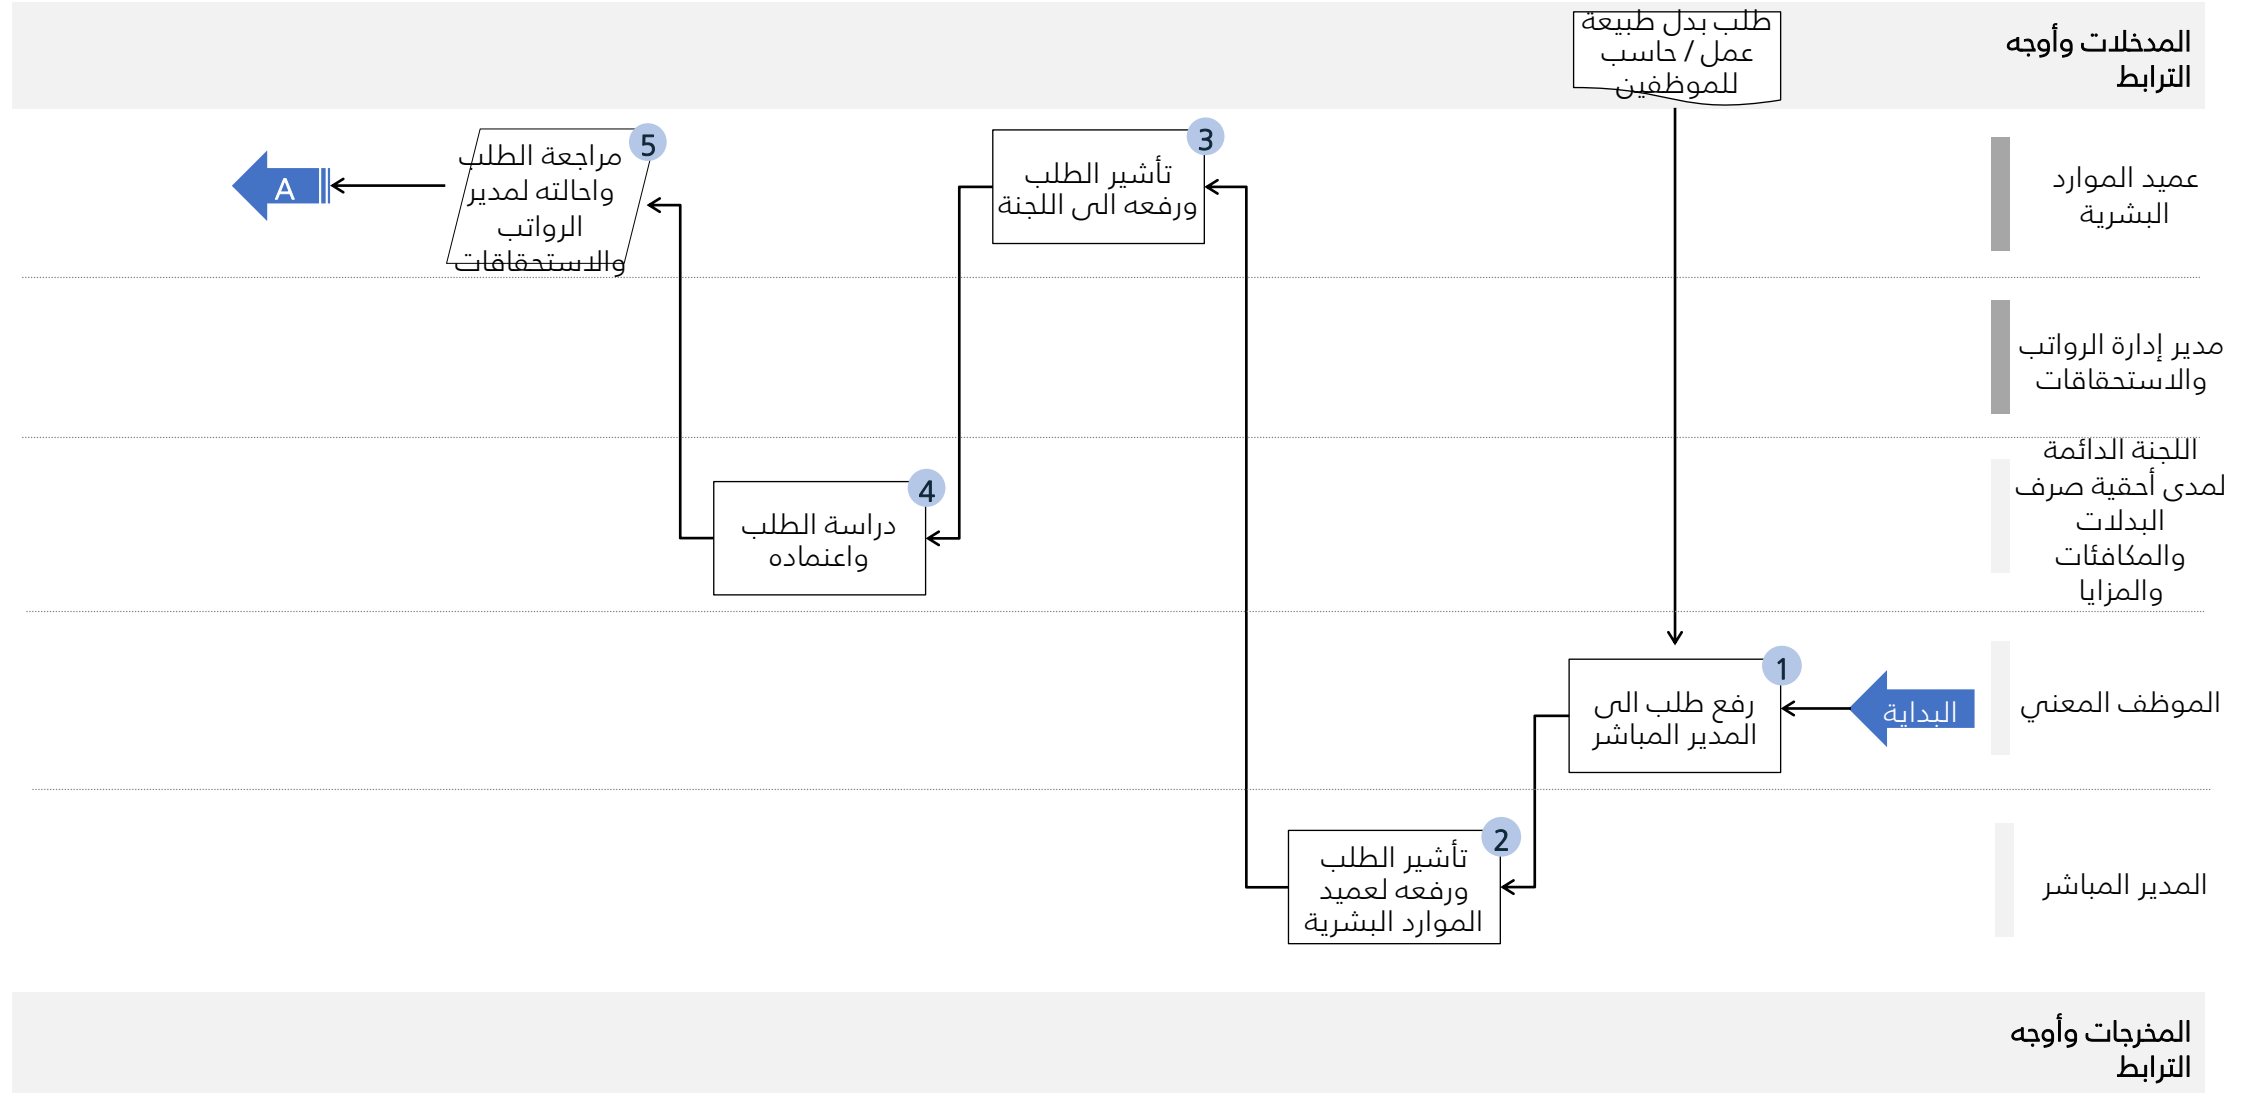 المدخلات وأوجه
الترابط
طلب بدل طبيعة
عمل / حاسب
للموظفين
عميد الموارد
البشرية
3
تأشير الطلب
ورفعه الى اللجنة
5
مراجعة الطلب
واحالته لمدير
الرواتب
والاستحقاقات
A
مدير إدارة الرواتب
والاستحقاقات
اللجنة الدائمة
لمدى أحقية صرف
البدلات
والمكافئات
والمزايا
4
دراسة الطلب
واعنماده
الموظف المعني
البداية
1
رفع طلب الى
المدير المباشر
المدير المباشر
2
تأشير الطلب
ورفعه لعميد
الموارد البشرية
المخرجات وأوجه
الترابط